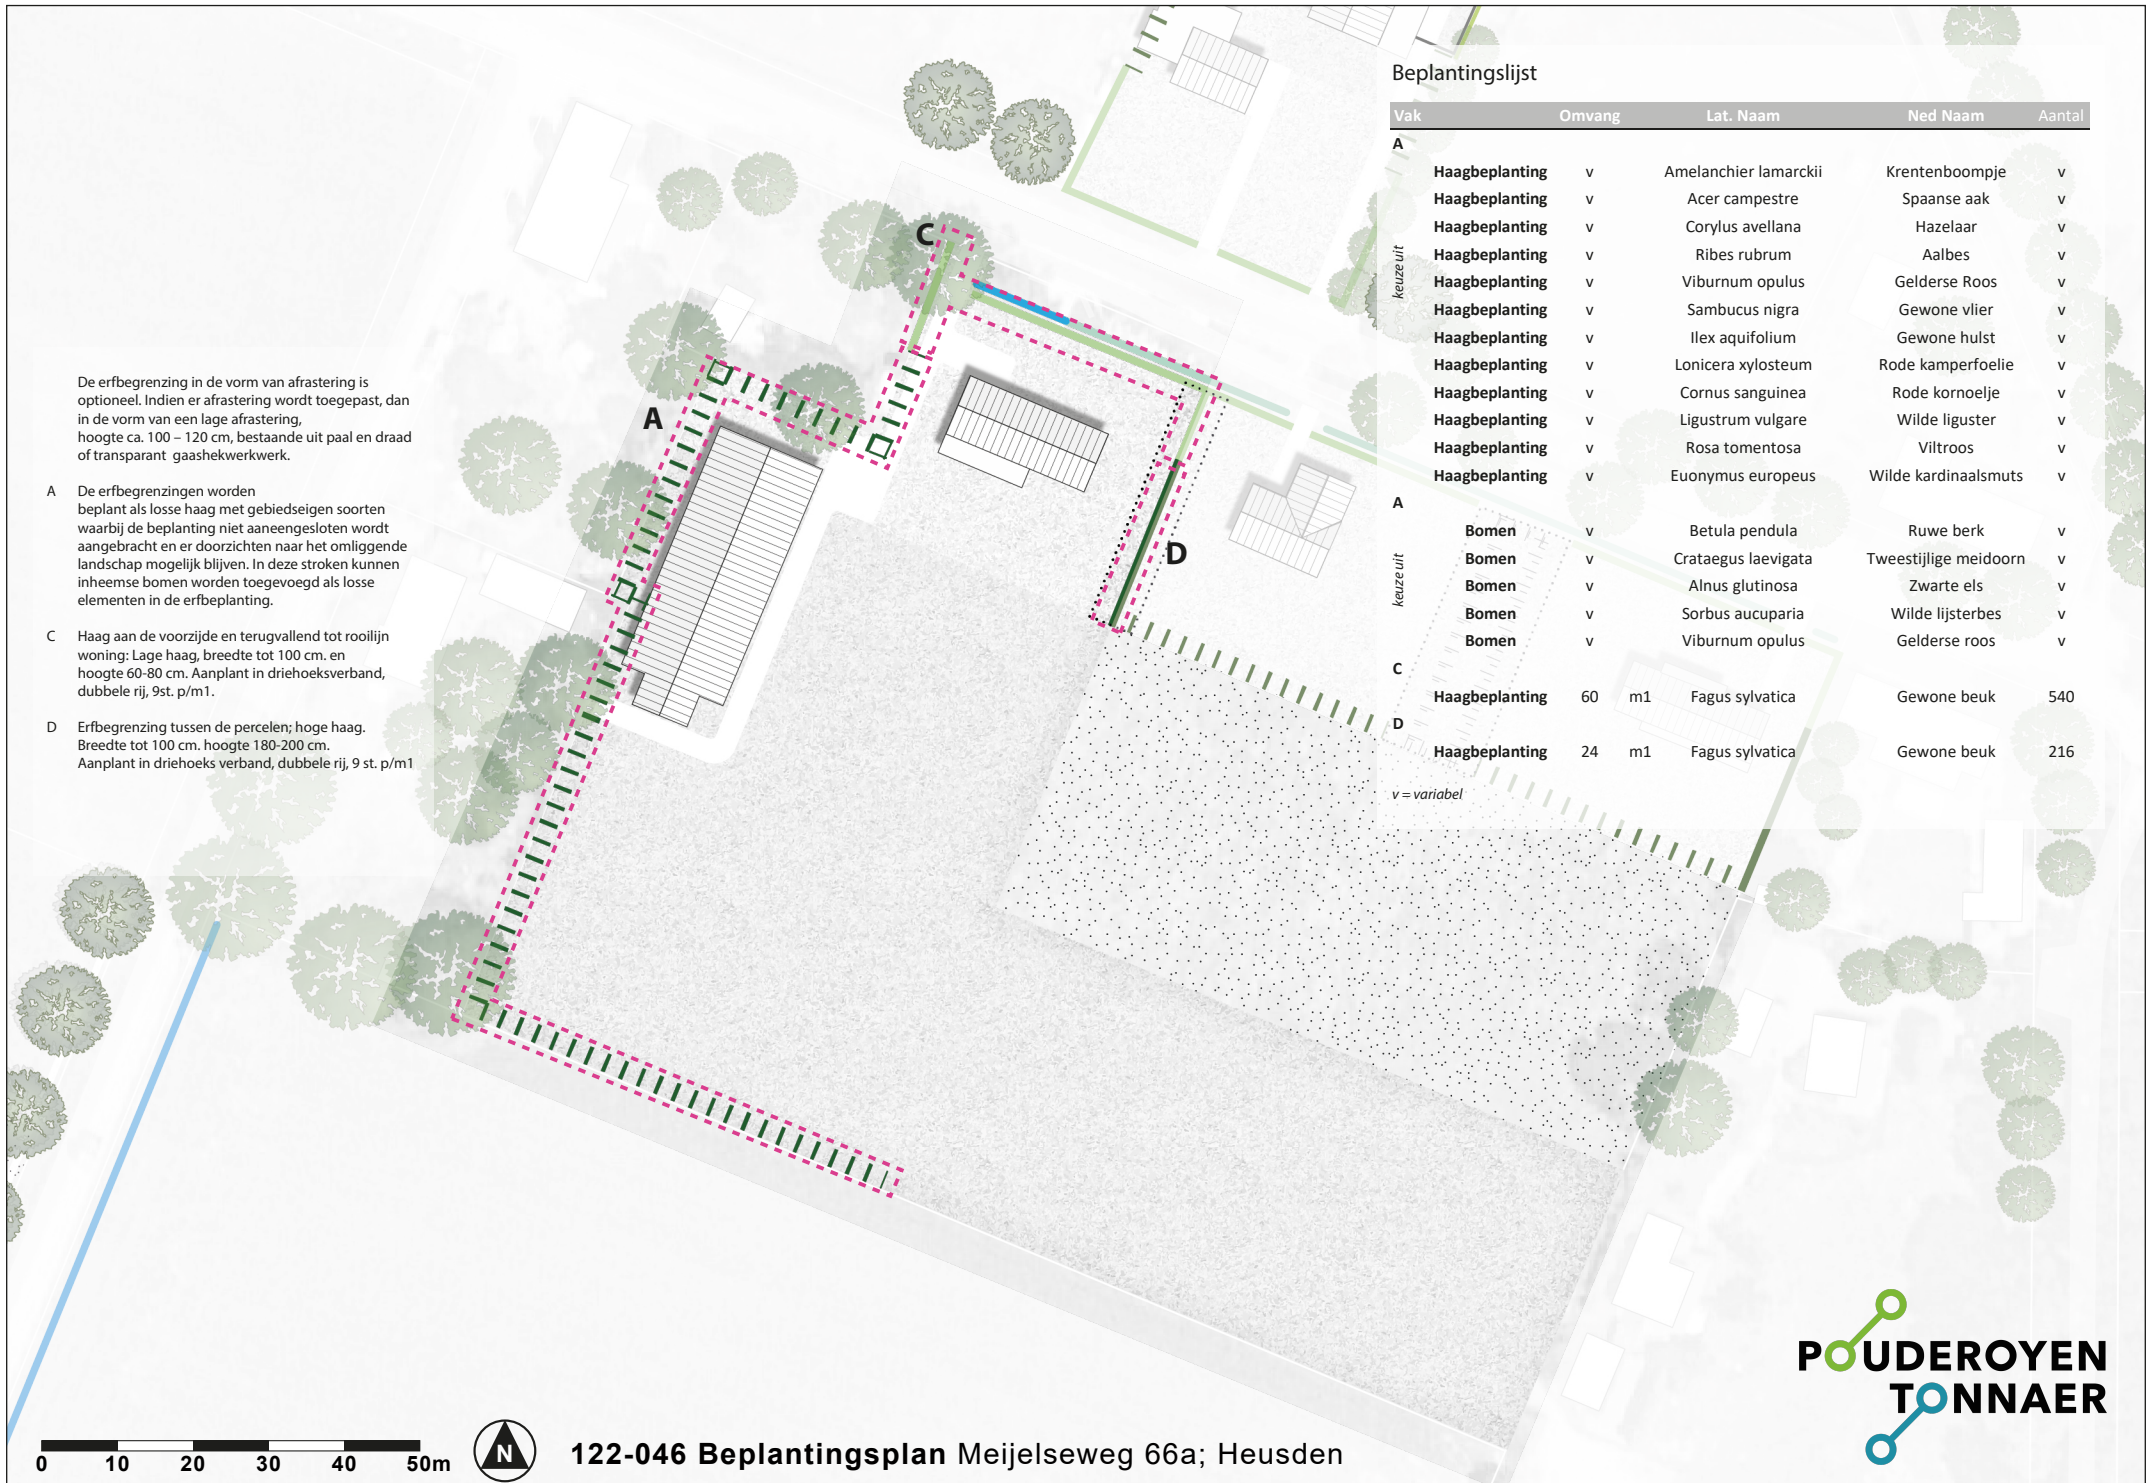 De erfbegrenzing in de vorm van afrastering is
optioneel. Indien er afrastering wordt toegepast, dan
in de vorm van een lage afrastering,
hoogte ca. 100 – 120 cm, bestaande uit paal en draad
of transparant gaashekwerkwerk.
A De erfbegrenzingen worden
beplant als losse haag met gebiedseigen soorten
waarbij de beplanting niet aaneengesloten wordt
aangebracht en er doorzichten naar het omliggende
landschap mogelijk blijven. In deze stroken kunnen
inheemse bomen worden toegevoegd als losse
elementen in de erfbeplanting.
C Haag aan de voorzijde en terugvallend tot rooilijn
woning: Lage haag, breedte tot 100 cm. en
hoogte 60-80 cm. Aanplant in driehoeksverband,
dubbele rij, 9st. p/m1.
D Erfbegrenzing tussen de percelen; hoge haag.
Breedte tot 100 cm. hoogte 180-200 cm.
Aanplant in driehoeks verband, dubbele rij, 9 st. p/m1
A
C
D
Beplantingslijst
Vak Omvang Lat. Naam Ned Naam Aantal
A
keuze uit
Haagbeplanting v Amelanchier lamarckii Krentenboompje v
Haagbeplanting v Acer campestre Spaanse aak v
Haagbeplanting v Corylus avellana Hazelaar v
Haagbeplanting v Ribes rubrum Aalbes v
Haagbeplanting v Viburnum opulus Gelderse Roos v
Haagbeplanting v Sambucus nigra Gewone vlier v
Haagbeplanting v Ilex aquifolium Gewone hulst v
Haagbeplanting v Lonicera xylosteum Rode kamperfoelie v
Haagbeplanting v Cornus sanguinea Rode kornoelje v
Haagbeplanting v Ligustrum vulgare Wilde liguster v
Haagbeplanting v Rosa tomentosa Viltroos v
Haagbeplanting v Euonymus europeus Wilde kardinaalsmuts v
A
keuze uit
Bomen v Betula pendula Ruwe berk v
Bomen v Crataegus laevigata Tweestijlige meidoorn v
Bomen v Alnus glutinosa Zwarte els v
Bomen v Sorbus aucuparia Wilde lijsterbes v
Bomen v Viburnum opulus Gelderse roos v
C
Haagbeplanting 60 m1 Fagus sylvatica Gewone beuk 540
D
Haagbeplanting 24 m1 Fagus sylvatica Gewone beuk 216
v = variabel
0 10 20 30 40 50m
N
122-046 Beplantingsplan Meijelseweg 66a; Heusden
POUDEROYEN
TONNAER